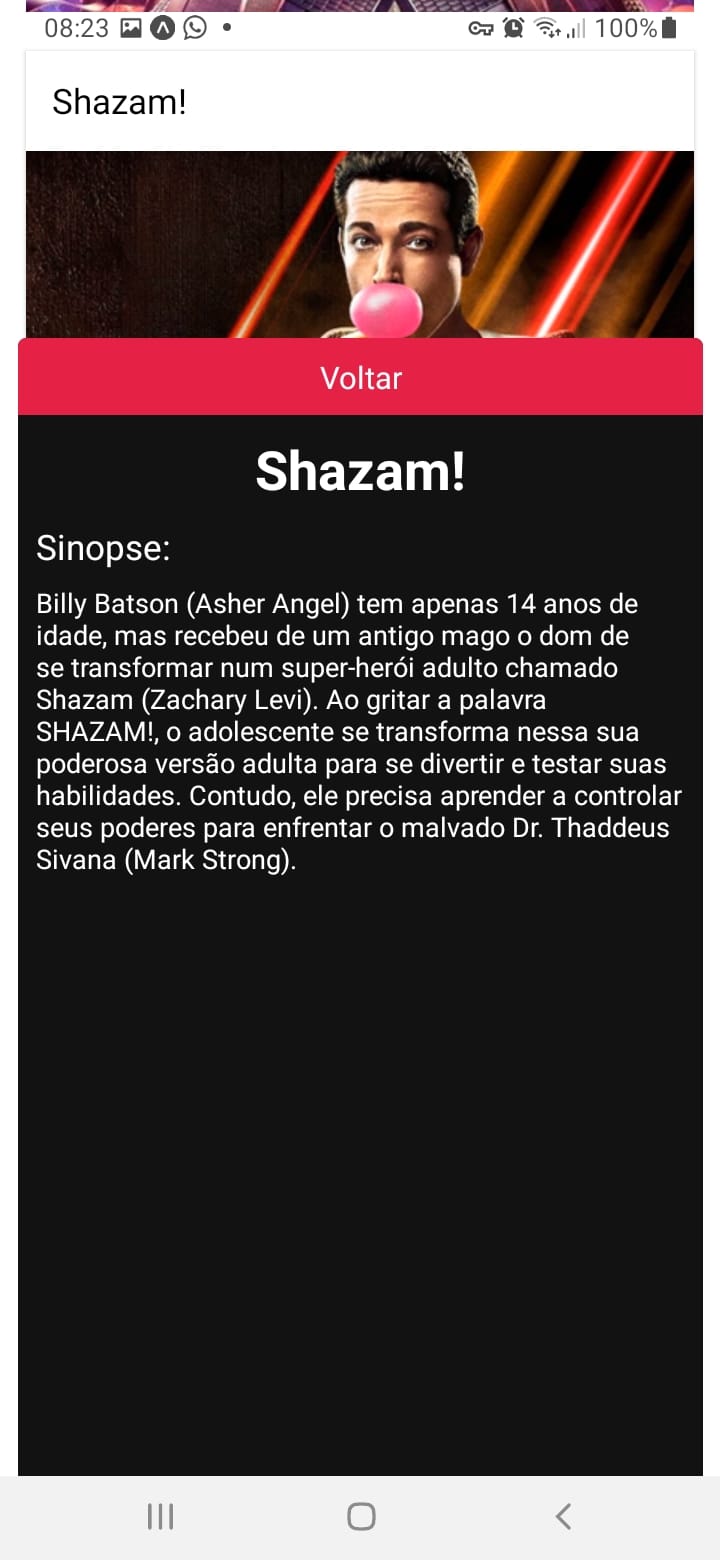 08:23 100%
Shazam!
Voltar
Shazam!
Sinopse:
Billy Batson (Asher Angel) tem apenas 14 anos de
idade, mas recebeu de um antigo mago o dom de
se transformar num super-herói adulto chamado
Shazam (Zachary Levi). Ao gritar a palavra
SHAZAM!, o adolescente se transforma nessa sua
poderosa versão adulta para se divertir e testar suas
habilidades. Contudo, ele precisa aprender a controlar
seus poderes para enfrentar o malvado Dr. Thaddeus
Sivana (Mark Strong).